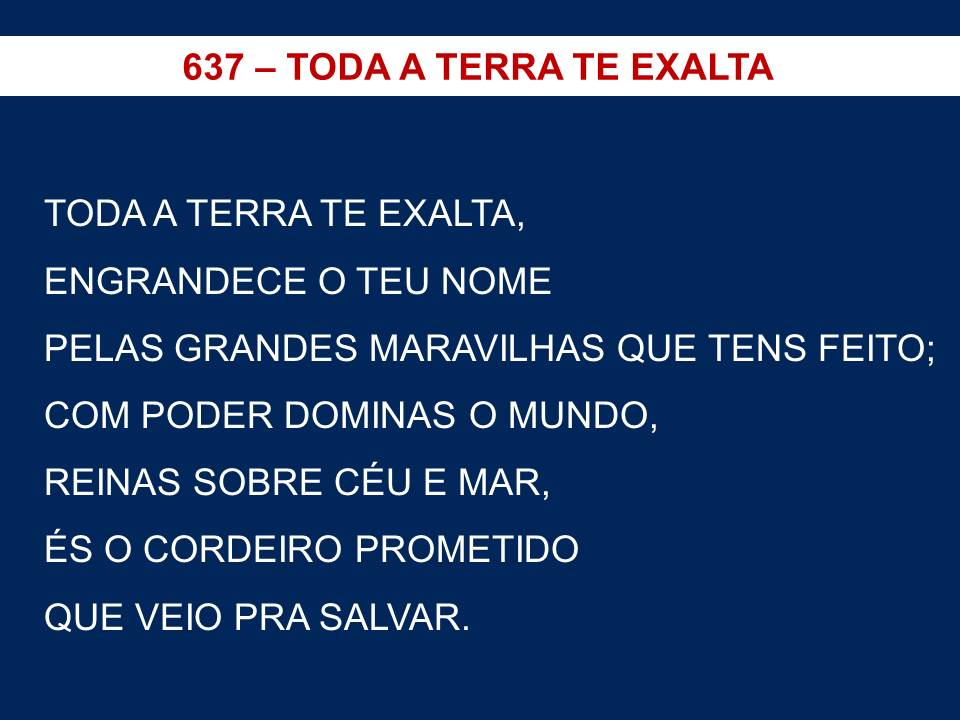 637 – TODA A TERRA TE EXALTA
TODA A TERRA TE EXALTA,
ENGRANDECE O TEU NOME
PELAS GRANDES MARAVILHAS QUE TENS FEITO;
COM PODER DOMINAS O MUNDO,
REINAS SOBRE CÉU E MAR,
ÉS O CORDEIRO PROMETIDO
QUE VEIO PRA SALVAR.